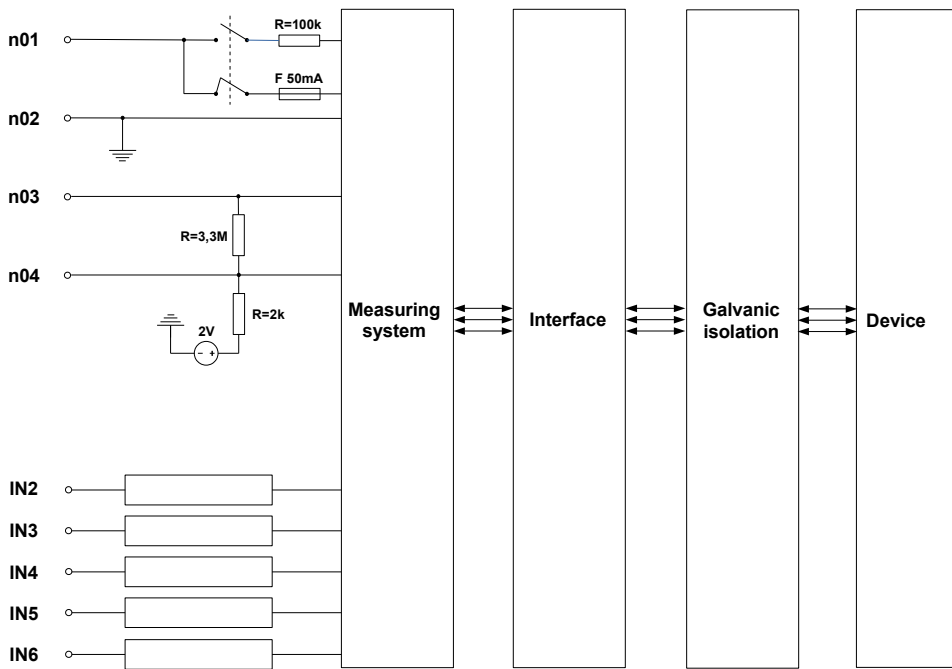 n01
R=100k
F 50mA
n02
n03
R=3,3M
n04
R=2k
2V
- +
Measuring
system
Interface
Galvanic
isolation
Device
IN2
IN3
IN4
IN5
IN6